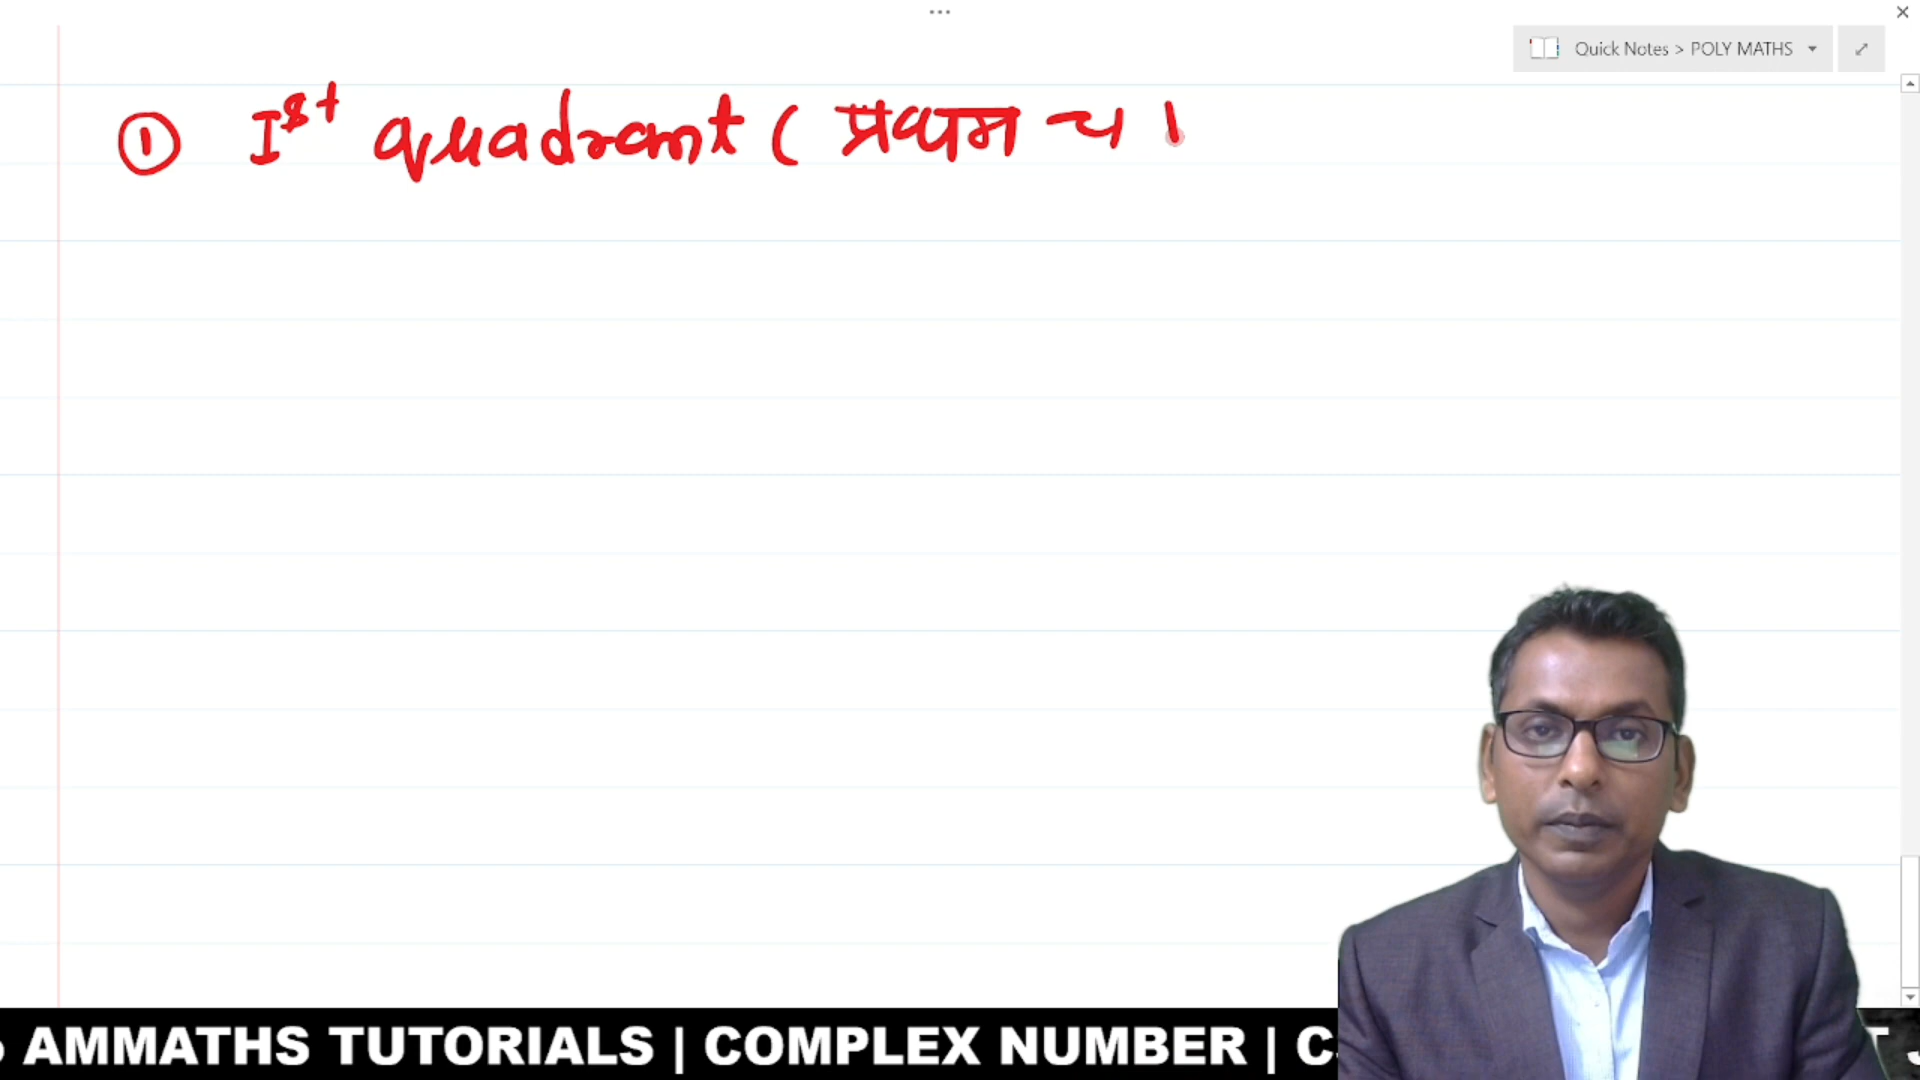 Quick Notes > POLY MATHS
① Ist quadrant ( प्रथम च
AMMATHS TUTORIALS | COMPLEX NUMBER |